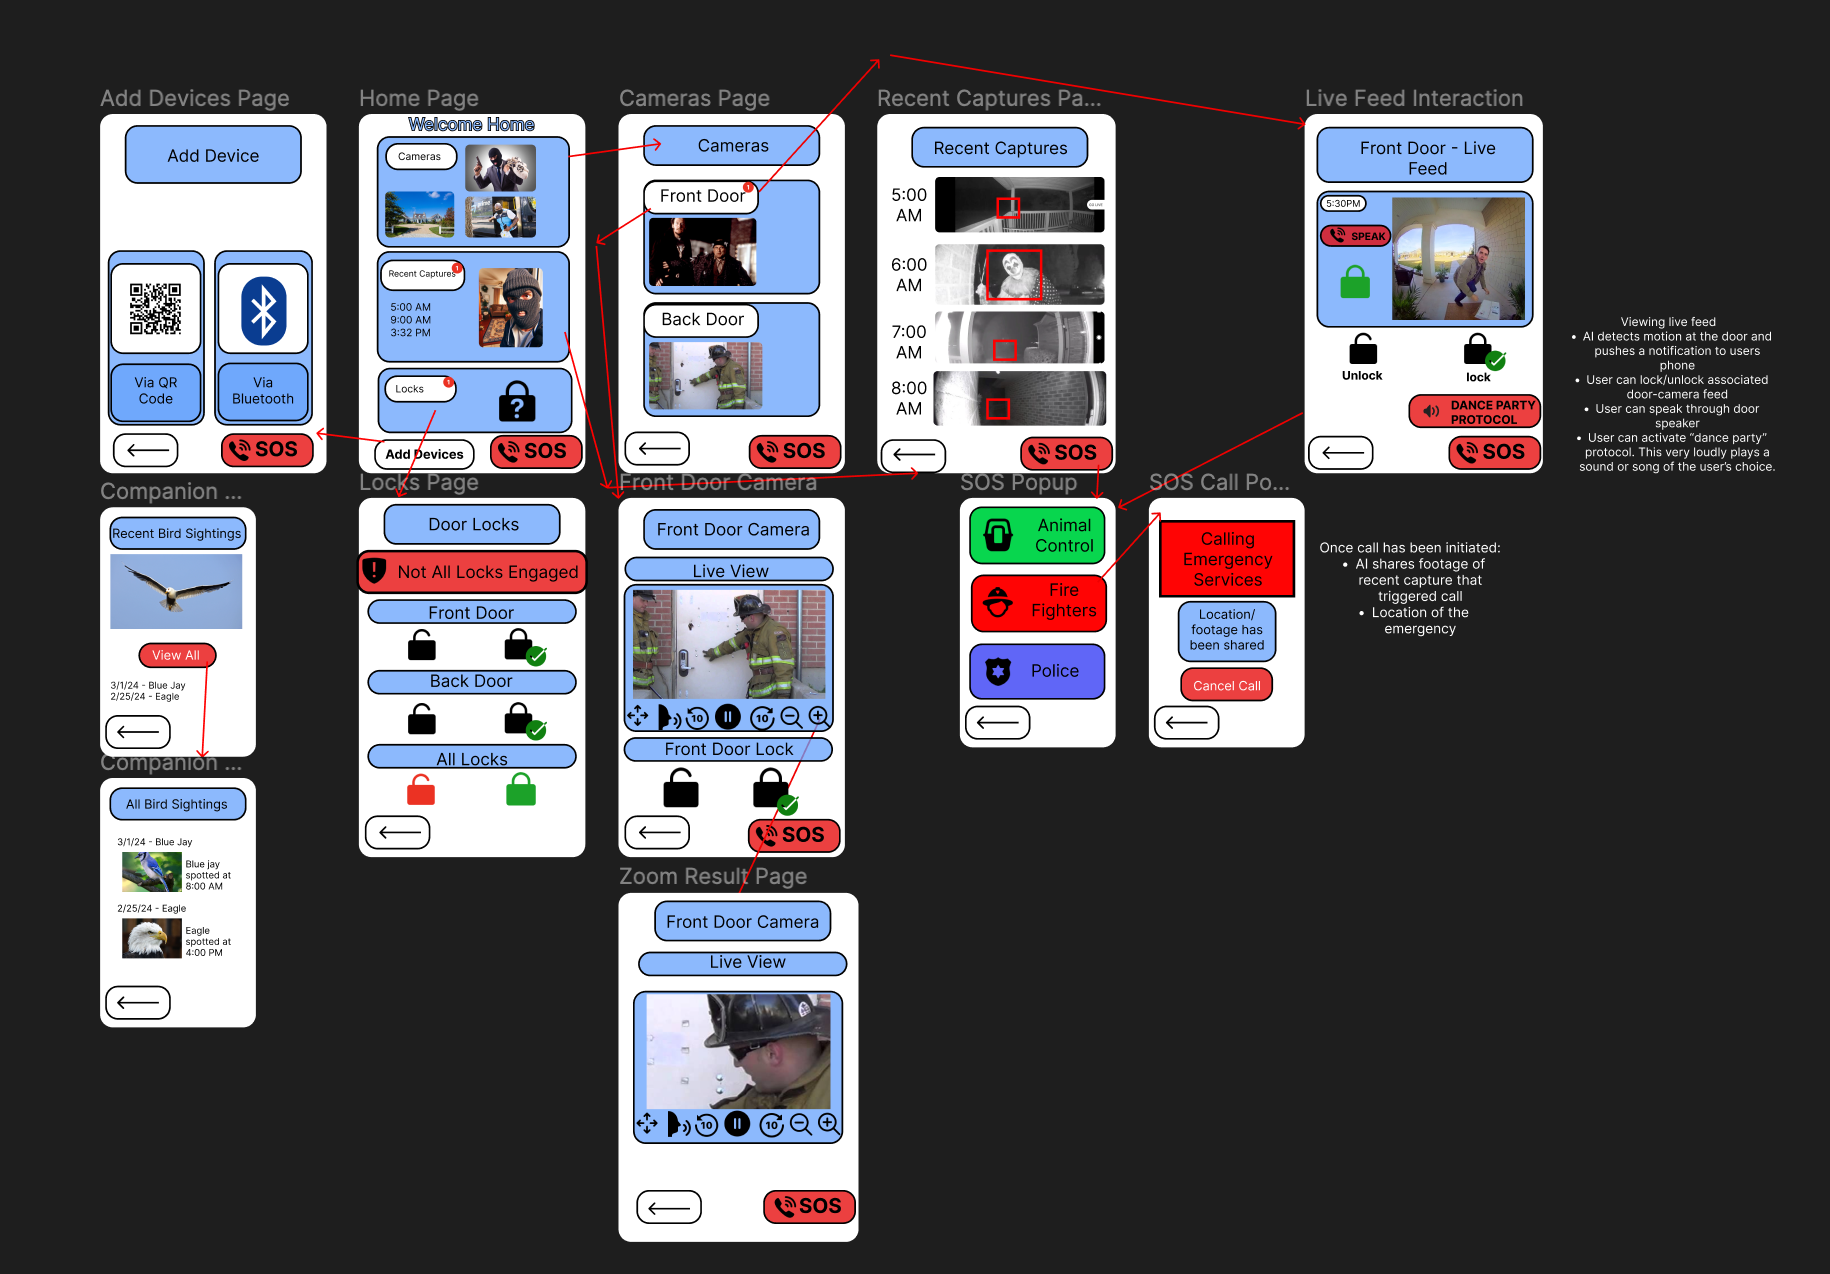 Add Devices Page
Add Device
Via QR
Code
Via
Bluetooth
SOS
Home Page
Welcome Home
Cameras
Recent Captures
1
5:00 AM
9:00 AM
3:32 PM
Locks
1
?
Add Devices
SOS
Cameras Page
Cameras
Front Door
1
Back Door
SOS
Recent Captures Pa...
Recent Captures
5:00
AM
GO LIVE
6:00
AM
7:00
AM
8:00
AM
SOS
Live Feed Interaction
Front Door - Live
Feed
5:30PM
SPEAK
Unlock
lock
DANCE PARTY
PROTOCOL
SOS
Viewing live feed
• AI detects motion at the door and
pushes a notification to users
phone
• User can lock/unlock associated
door-camera feed
• User can speak through door
speaker
• User can activate “dance party”
protocol. This very loudly plays a
sound or song of the user’s choice.
Companion ...
Recent Bird Sightings
View All
3/1/24 - Blue Jay
2/25/24 - Eagle
Locks Page
Door Locks
Not All Locks Engaged
Front Door
Back Door
All Locks
Front Door Camera
Front Door Camera
Live View
10
10
Front Door Lock
SOS
SOS Popup
Animal
Control
Fire
Fighters
Police
SOS Call Po...
Calling
Emergency
Services
Location/
footage has
been shared
Cancel Call
Once call has been initiated:
• AI shares footage of
recent capture that
triggered call
• Location of the
emergency
Companion ...
All Bird Sightings
3/1/24 - Blue Jay
Blue jay
spotted at
8:00 AM
2/25/24 - Eagle
Eagle
spotted at
4:00 PM
Zoom Result Page
Front Door Camera
Live View
10
10
SOS